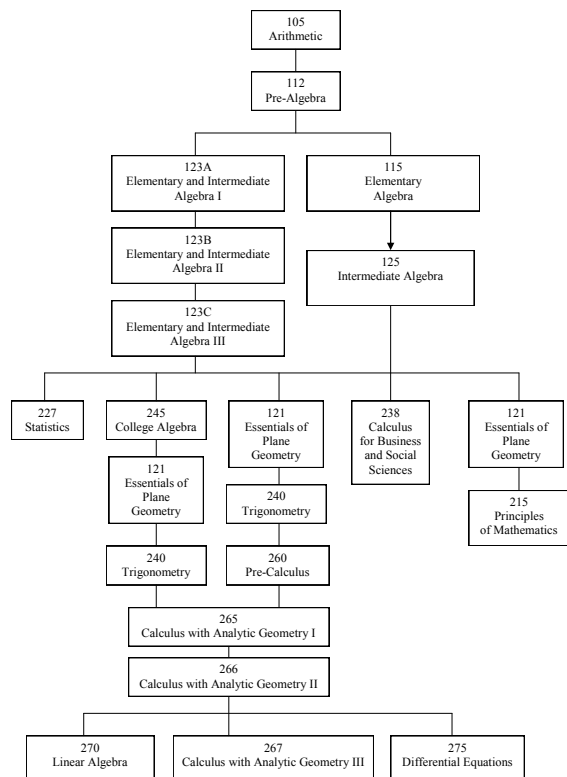 105
Arithmetic
112
Pre-Algebra
123A
Elementary and Intermediate
Algebra I
115
Elementary
Algebra
123B
Elementary and Intermediate
Algebra II
125
Intermediate Algebra
123C
Elementary and Intermediate
Algebra III
227
Statistics
245
College Algebra
121
Essentials of
Plane
Geometry
238
Calculus
for Business
and Social
Sciences
121
Essentials of
Plane
Geometry
121
Essentials of
Plane
Geometry
240
Trigonometry
215
Principles
of Mathematics
240
Trigonometry
260
Pre-Calculus
265
Calculus with Analytic Geometry I
266
Calculus with Analytic Geometry II
270
Linear Algebra
267
Calculus with Analytic Geometry III
275
Differential Equations